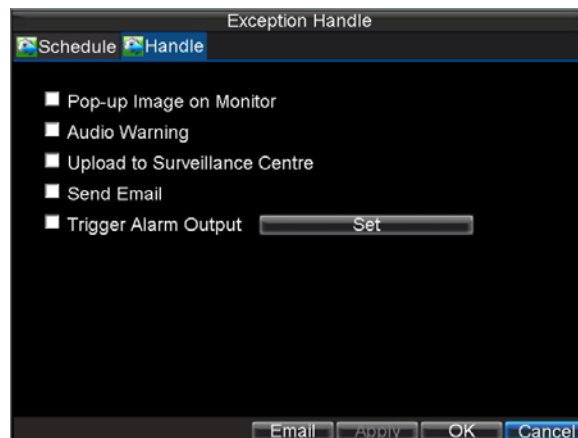 Exception Handle
Schedule Handle
Pop-up Image on Monitor
Audio Warning
Upload to Surveillance Centre
Send Email
Trigger Alarm Output Set
Email Apply OK Cancel